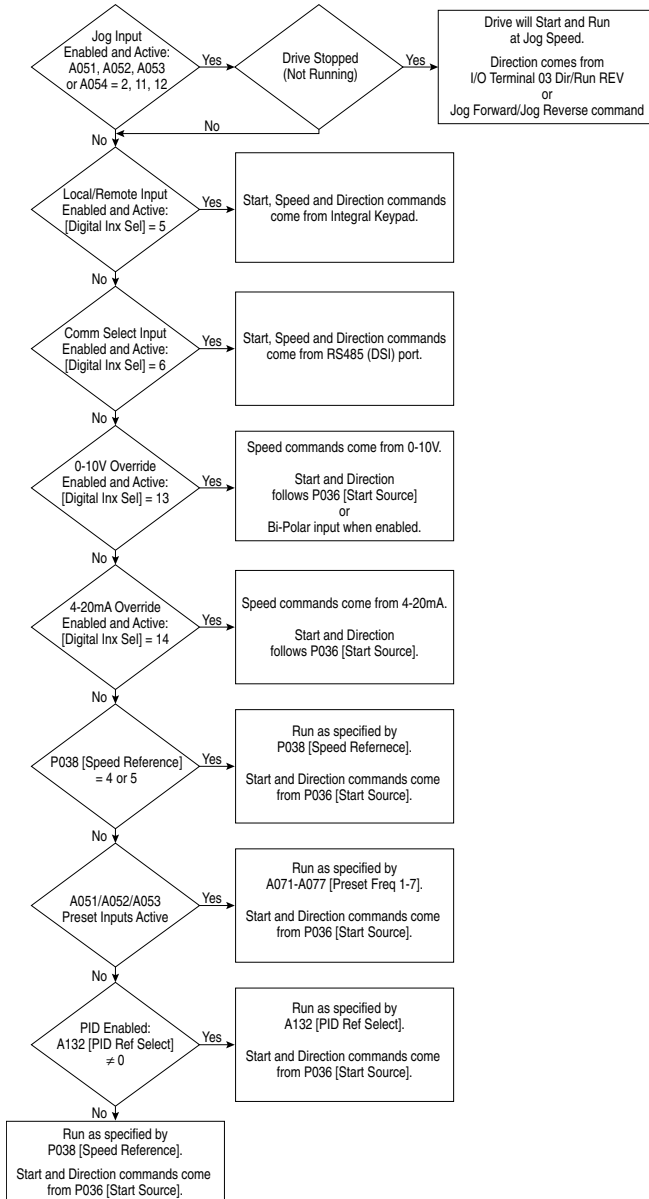 Jog Input
Enabled and Active:
A051, A052, A053
or A054 = 2, 11, 12
Yes
Drive Stopped
(Not Running)
Yes
Drive will Start and Run
at Jog Speed.
Direction comes from
I/O Terminal 03 Dir/Run REV
or
Jog Forward/Jog Reverse command
No
No
Local/Remote Input
Enabled and Active:
[Digital Inx Sel] = 5
Yes
Start, Speed and Direction commands
come from Integral Keypad.
No
Comm Select Input
Enabled and Active:
[Digital Inx Sel] = 6
Yes
Start, Speed and Direction commands
come from RS485 (DSI) port.
No
0-10V Override
Enabled and Active:
[Digital Inx Sel] = 13
Yes
Speed commands come from 0-10V.
Start and Direction
follows P036 [Start Source]
or
Bi-Polar input when enabled.
No
4-20mA Override
Enabled and Active:
[Digital Inx Sel] = 14
Yes
Speed commands come from 4-20mA.
Start and Direction
follows P036 [Start Source].
No
P038 [Speed Reference]
= 4 or 5
Yes
Run as specified by
P038 [Speed Refernece].
Start and Direction commands come
from P036 [Start Source].
No
A051/A052/A053
Preset Inputs Active
Yes
Run as specified by
A071-A077 [Preset Freq 1-7].
Start and Direction commands come
from P036 [Start Source].
No
PID Enabled:
A132 [PID Ref Select]
≠ 0
Yes
Run as specified by
A132 [PID Ref Select].
Start and Direction commands come
from P036 [Start Source].
No
Run as specified by
P038 [Speed Reference].
Start and Direction commands come
from P036 [Start Source].